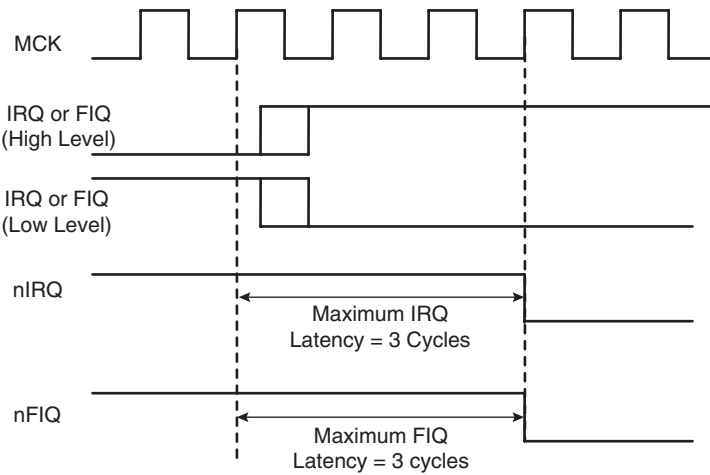 MCK
IRQ or FIQ
(High Level)
IRQ or FIQ
(Low Level)
nIRQ
Maximum IRQ
Latency = 3 Cycles
nFIQ
Maximum FIQ
Latency = 3 cycles